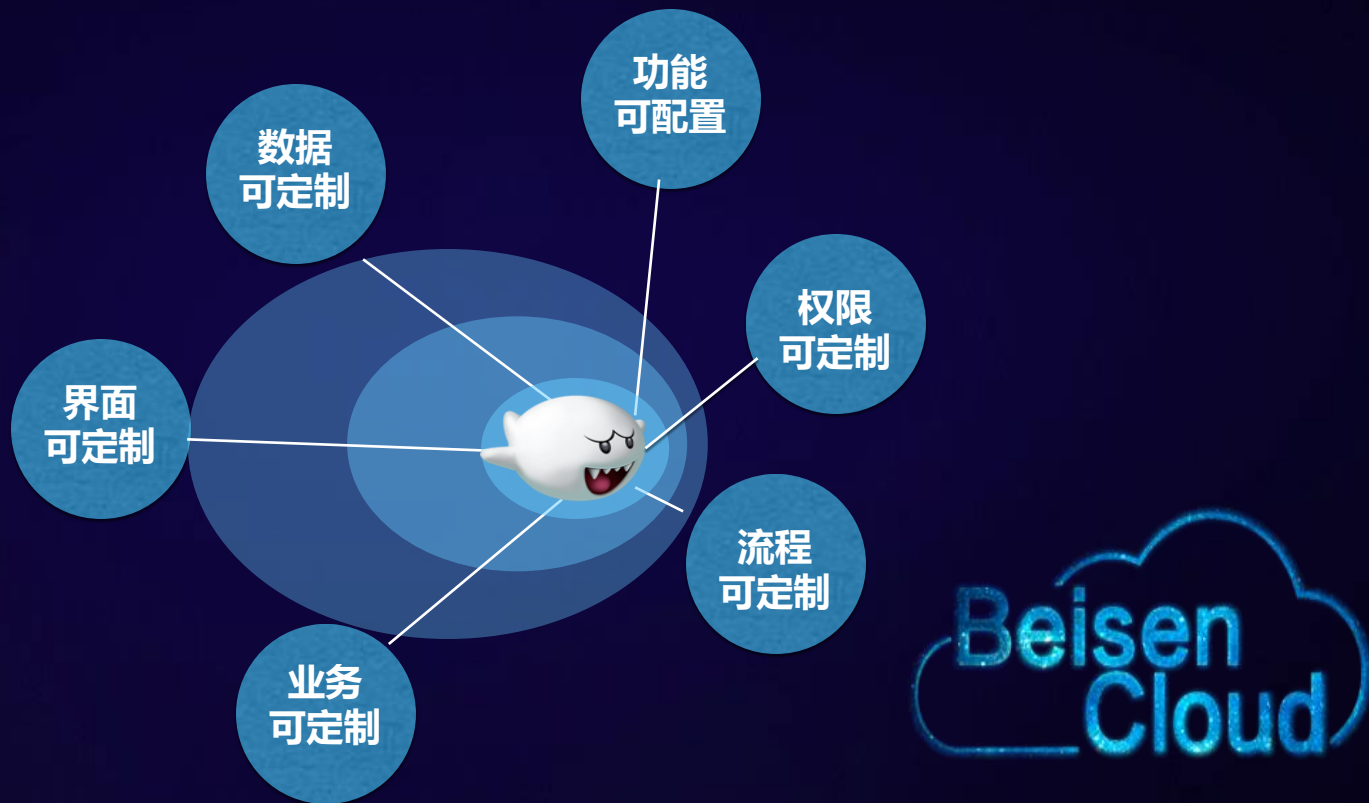 功能
可配置
数据
可定制
权限
可定制
界面
可定制
流程
可定制
业务
可定制
Beisen
Cloud